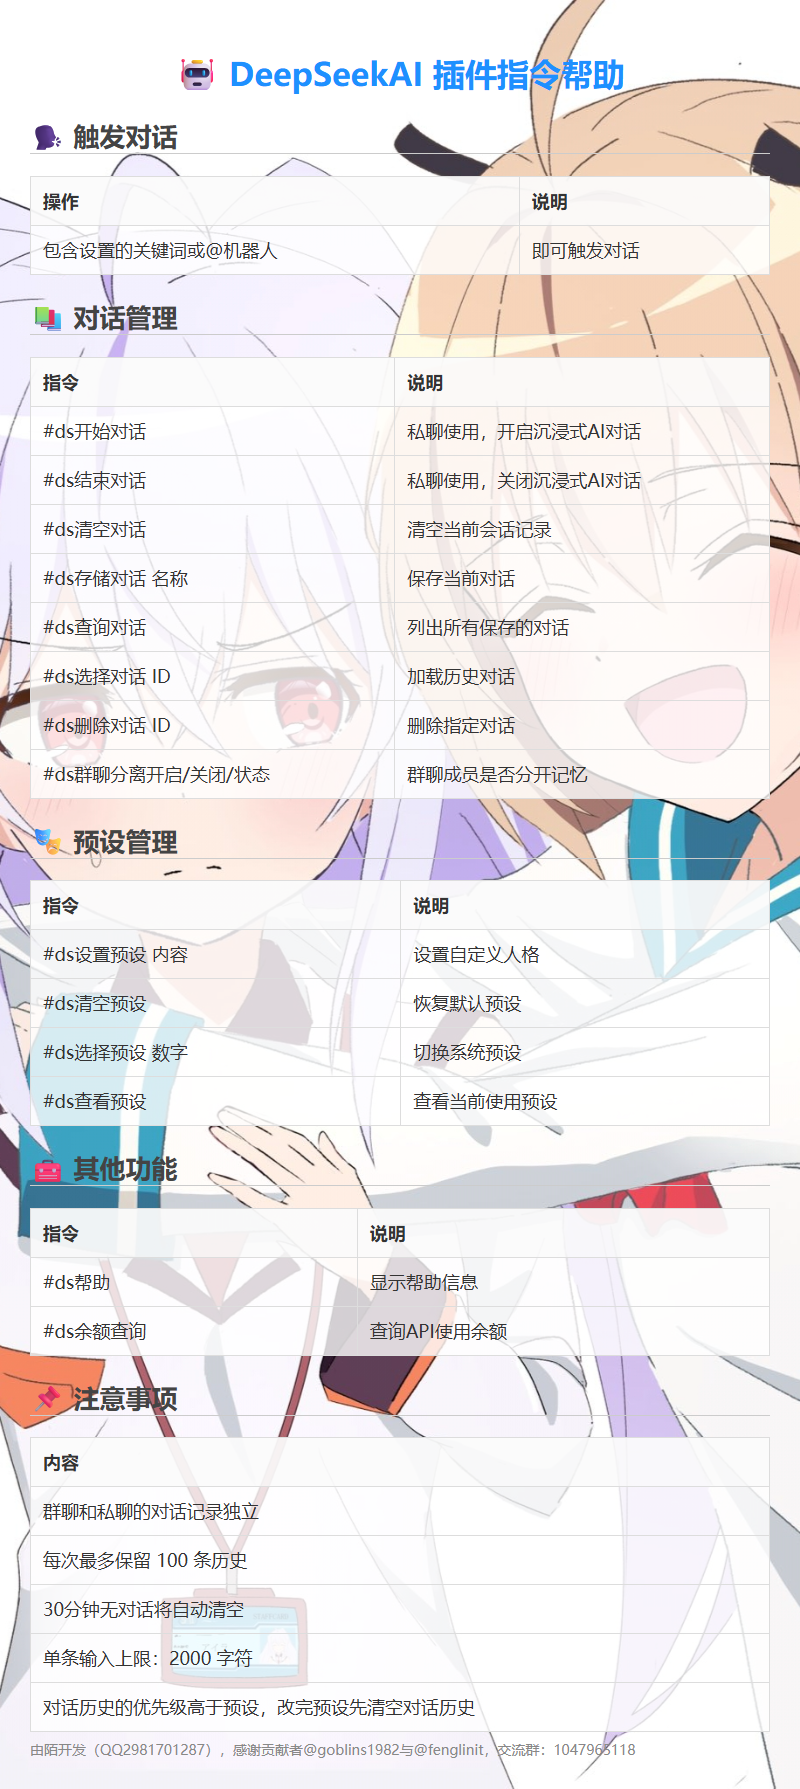 DeepSeekAI 插件指令帮助
触发对话
操作 说明
包含设置的关键词或@机器人 即可触发对话
对话管理
指令 说明
#ds开始对话 私聊使用，开启沉浸式AI对话
#ds结束对话 私聊使用，关闭沉浸式AI对话
#ds清空对话 清空当前会话记录
#ds存储对话 名称 保存当前对话
#ds查询对话 列出所有保存的对话
#ds选择对话 ID 加载历史对话
#ds删除对话 ID 删除指定对话
#ds群聊分离开启/关闭/状态 群聊成员是否分开记忆
预设管理
指令 说明
#ds设置预设 内容 设置自定义人格
#ds清空预设 恢复默认预设
#ds选择预设 数字 切换系统预设
#ds查看预设 查看当前使用预设
其他功能
指令 说明
#ds帮助 显示帮助信息
#ds余额查询 查询API使用余额
注意事项
内容
群聊和私聊的对话记录独立
每次最多保留 100 条历史
30分钟无对话将自动清空
单条输入上限：2000 字符
对话历史的优先级高于预设，改完预设先清空对话历史
由陌开发（QQ2981701287），感谢贡献者@goblins1982与@fenglinit，交流群：1047965118